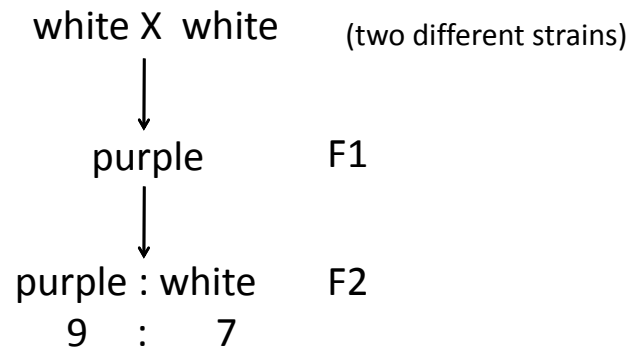 white X white (two different strains)
purple F1
purple : white F2
9 : 7